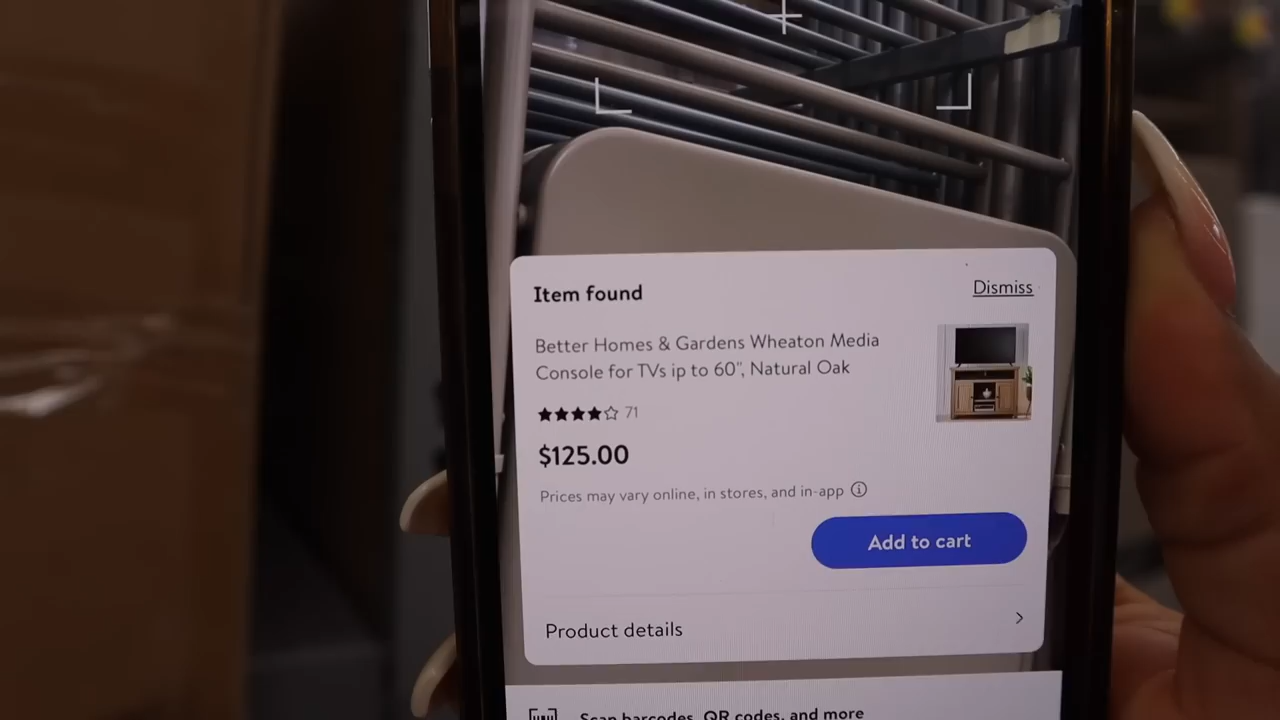 Item found
Dismiss
Better Homes & Gardens Wheaton Media
Console for TVs ip to 60", Natural Oak
71
$125.00
Prices may vary online, in stores, and in-app
Add to cart
Product details
Scan barcodes, QR codes, and more